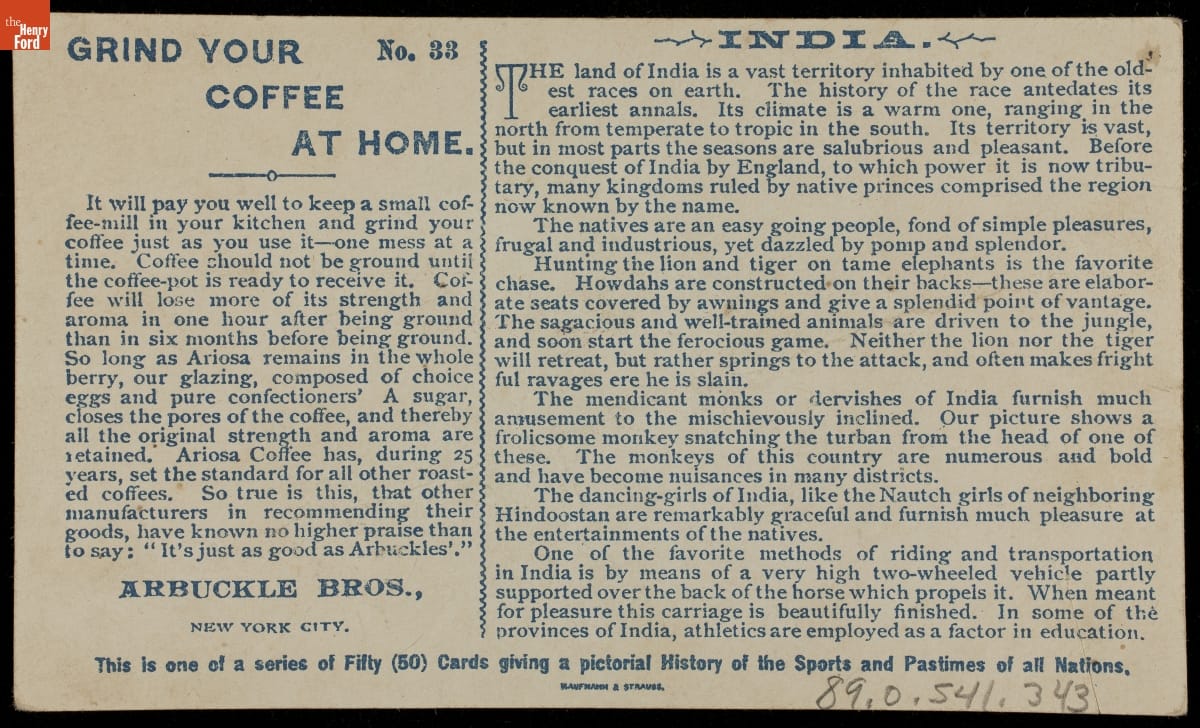 the
Henry
Ford
GRIND YOUR No. 33
COFFEE
AT HOME.
It will pay you well to keep a small cof-
fee-mill in your kitchen and grind your
coffee just as you use it—one mess at a
time. Coffee should not be ground until
the coffee-pot is ready to receive it. Cof-
fee will lose more of its strength and
aroma in one hour after being ground
than in six months before being ground.
So long as Ariosa remains in the whole
berry, our glazing, composed of choice
eggs and pure confectioners' A sugar,
closes the pores of the coffee, and thereby
all the original strength and aroma are
retained. Ariosa Coffee has, during 25
years, set the standard for all other roast-
ed coffees. So true is this, that other
manufacturers in recommending their
goods, have known no higher praise than
to say: "It's just as good as Arbuckles'."
ARBUCKLE BROS.,
NEW YORK CITY.
INDIA.
THE land of India is a vast territory inhabited by one of the old-
est races on earth. The history of the race antedates its
earliest annals. Its climate is a warm one, ranging in the
north from temperate to tropic in the south. Its territory is vast,
but in most parts the seasons are salubrious and pleasant. Before
the conquest of India by England, to which power it is now tribu-
tary, many kingdoms ruled by native princes comprised the region
now known by the name.
The natives are an easy going people, fond of simple pleasures,
frugal and industrious, yet dazzled by pomp and splendor.
Hunting the lion and tiger on tame elephants is the favorite
chase. Howdahs are constructed on their backs—these are elabor-
ate seats covered by awnings and give a splendid point of vantage.
The sagacious and well-trained animals are driven to the jungle,
and soon start the ferocious game. Neither the lion nor the tiger
will retreat, but rather springs to the attack, and often makes fright
ful ravages ere he is slain.
The mendicant monks or dervishes of India furnish much
amusement to the mischievously inclined. Our picture shows a
frolicsome monkey snatching the turban from the head of one of
these. The monkeys of this country are numerous and bold
and have become nuisances in many districts.
The dancing-girls of India, like the Nautch girls of neighboring
Hindoostan are remarkably graceful and furnish much pleasure at
the entertainments of the natives.
One of the favorite methods of riding and transportation
in India is by means of a very high two-wheeled vehicle partly
supported over the back of the horse which propels it. When meant
for pleasure this carriage is beautifully finished. In some of the
provinces of India, athletics are employed as a factor in education.
This is one of a series of Fifty (50) Cards giving a pictorial History of the Sports and Pastimes of all Nations.
KAUFMANN & STRAUSS.
89.0.541.343